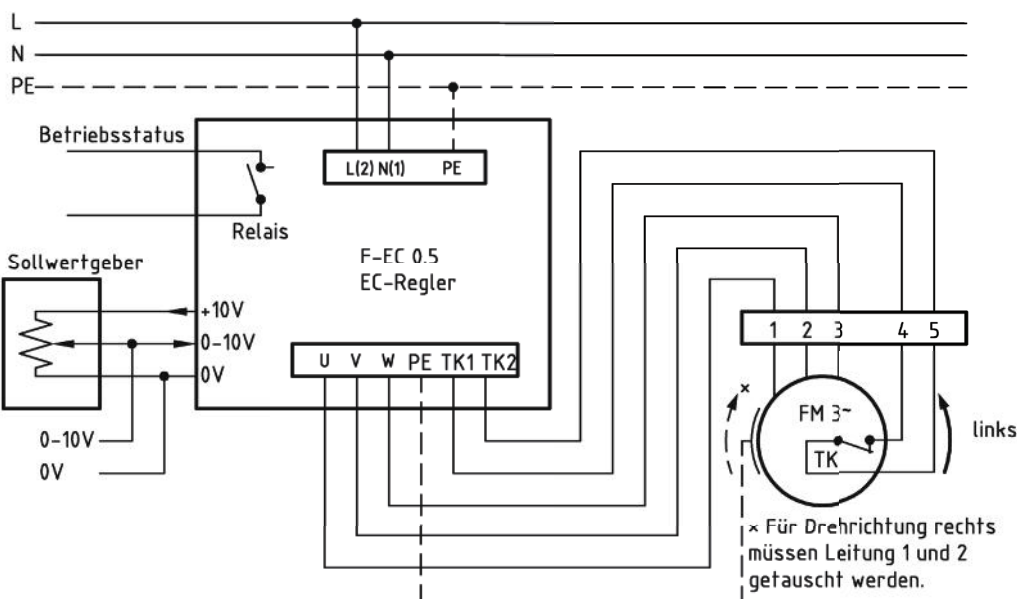 L
N
PE
Betriebsstatus
L(2) N(1) PE
Relais
F-EC 0.5
EC-Regler
Sollwertgeber
+10V
0-10V
0V
U V W PE TK1 TK2
0-10V
0V
1 2 3 4 5
×
FM 3~
TK
links
× Für Drehrichtung rechts
müssen Leitung 1 und 2
getauscht werden.